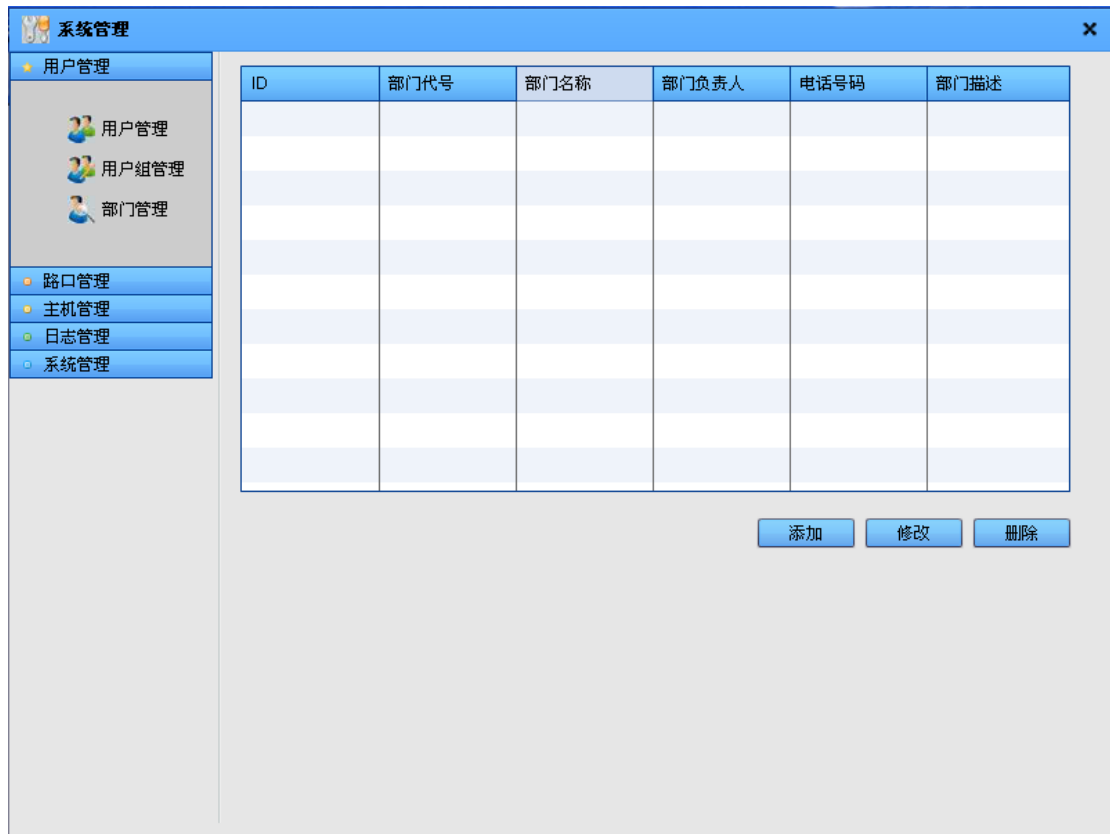 系统管理
用户管理
用户管理
用户组管理
部门管理
路口管理
主机管理
日志管理
系统管理
ID 部门代号 部门名称 部门负责人 电话号码 部门描述
添加 修改 删除